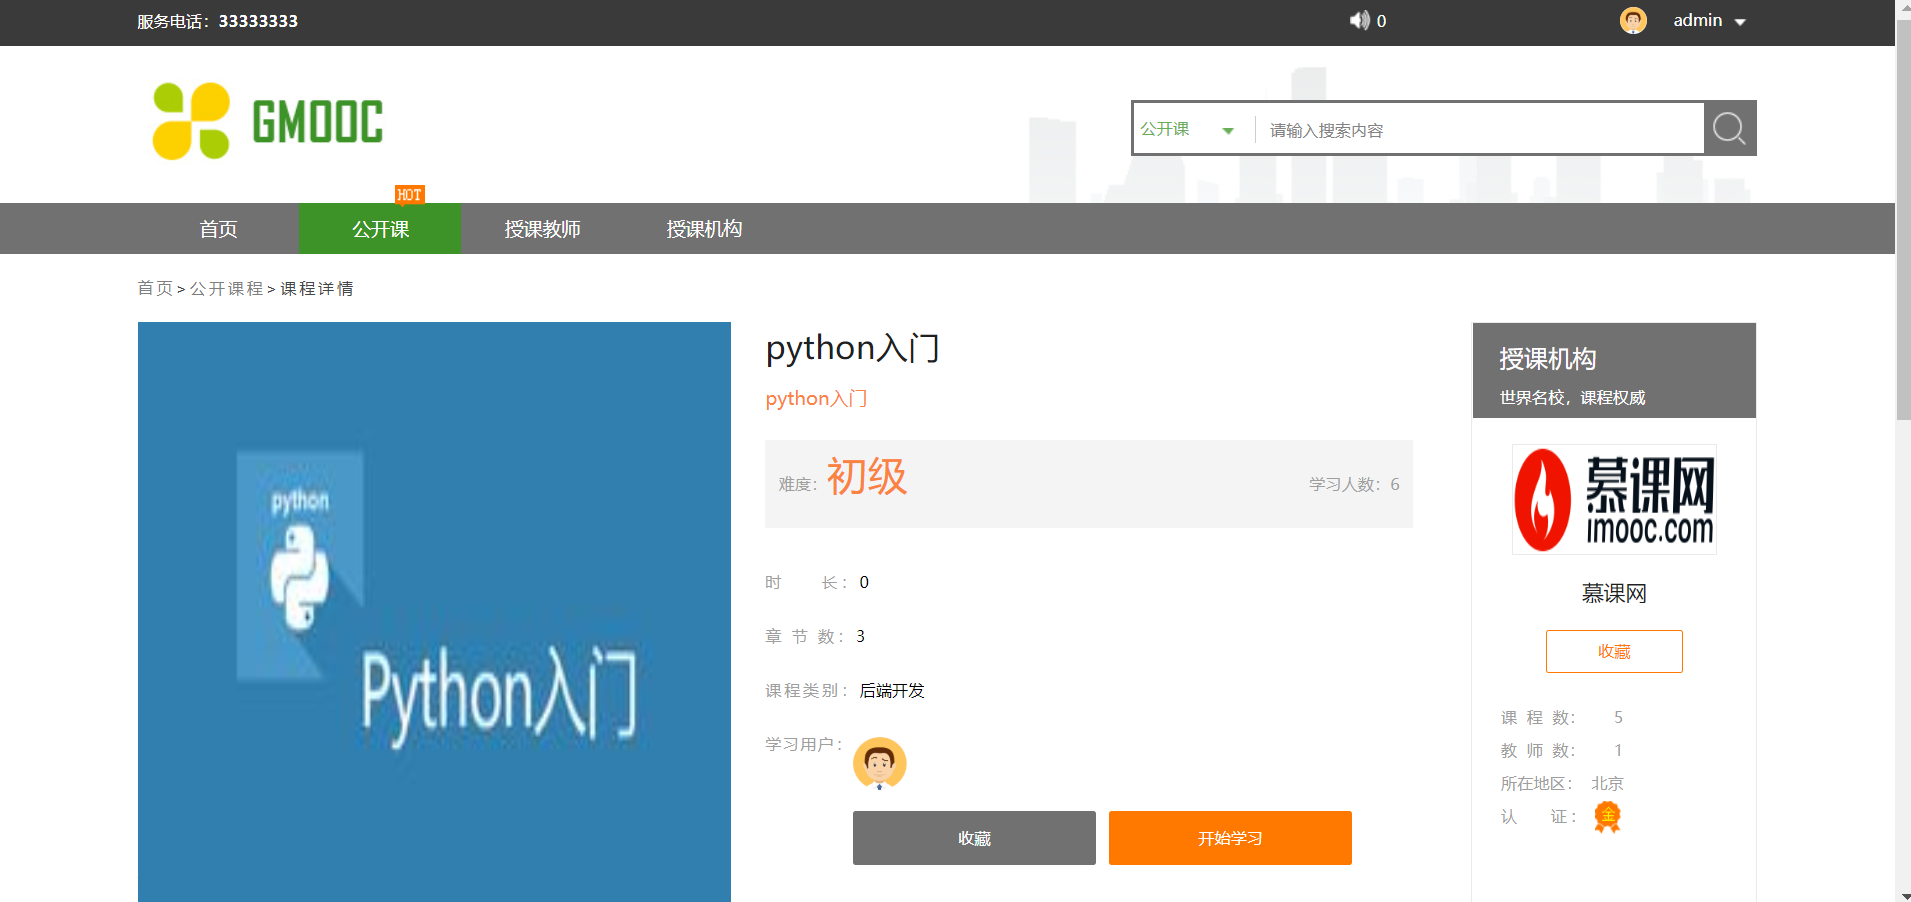 服务电话：33333333
0
admin
GMOOC
公开课
请输入搜索内容
HOT
首页
公开课
授课教师
授课机构
首页 > 公开课程 > 课程详情
python
Python入门
python入门
python入门
难度：初级
学习人数：6
时 长：0
章 节 数：3
课程类别：后端开发
学习用户：
收藏
开始学习
授课机构
世界名校，课程权威
慕课网
imooc.com
慕课网
收藏
课 程 数： 5
教 师 数： 1
所在地区： 北京
认 证： 金